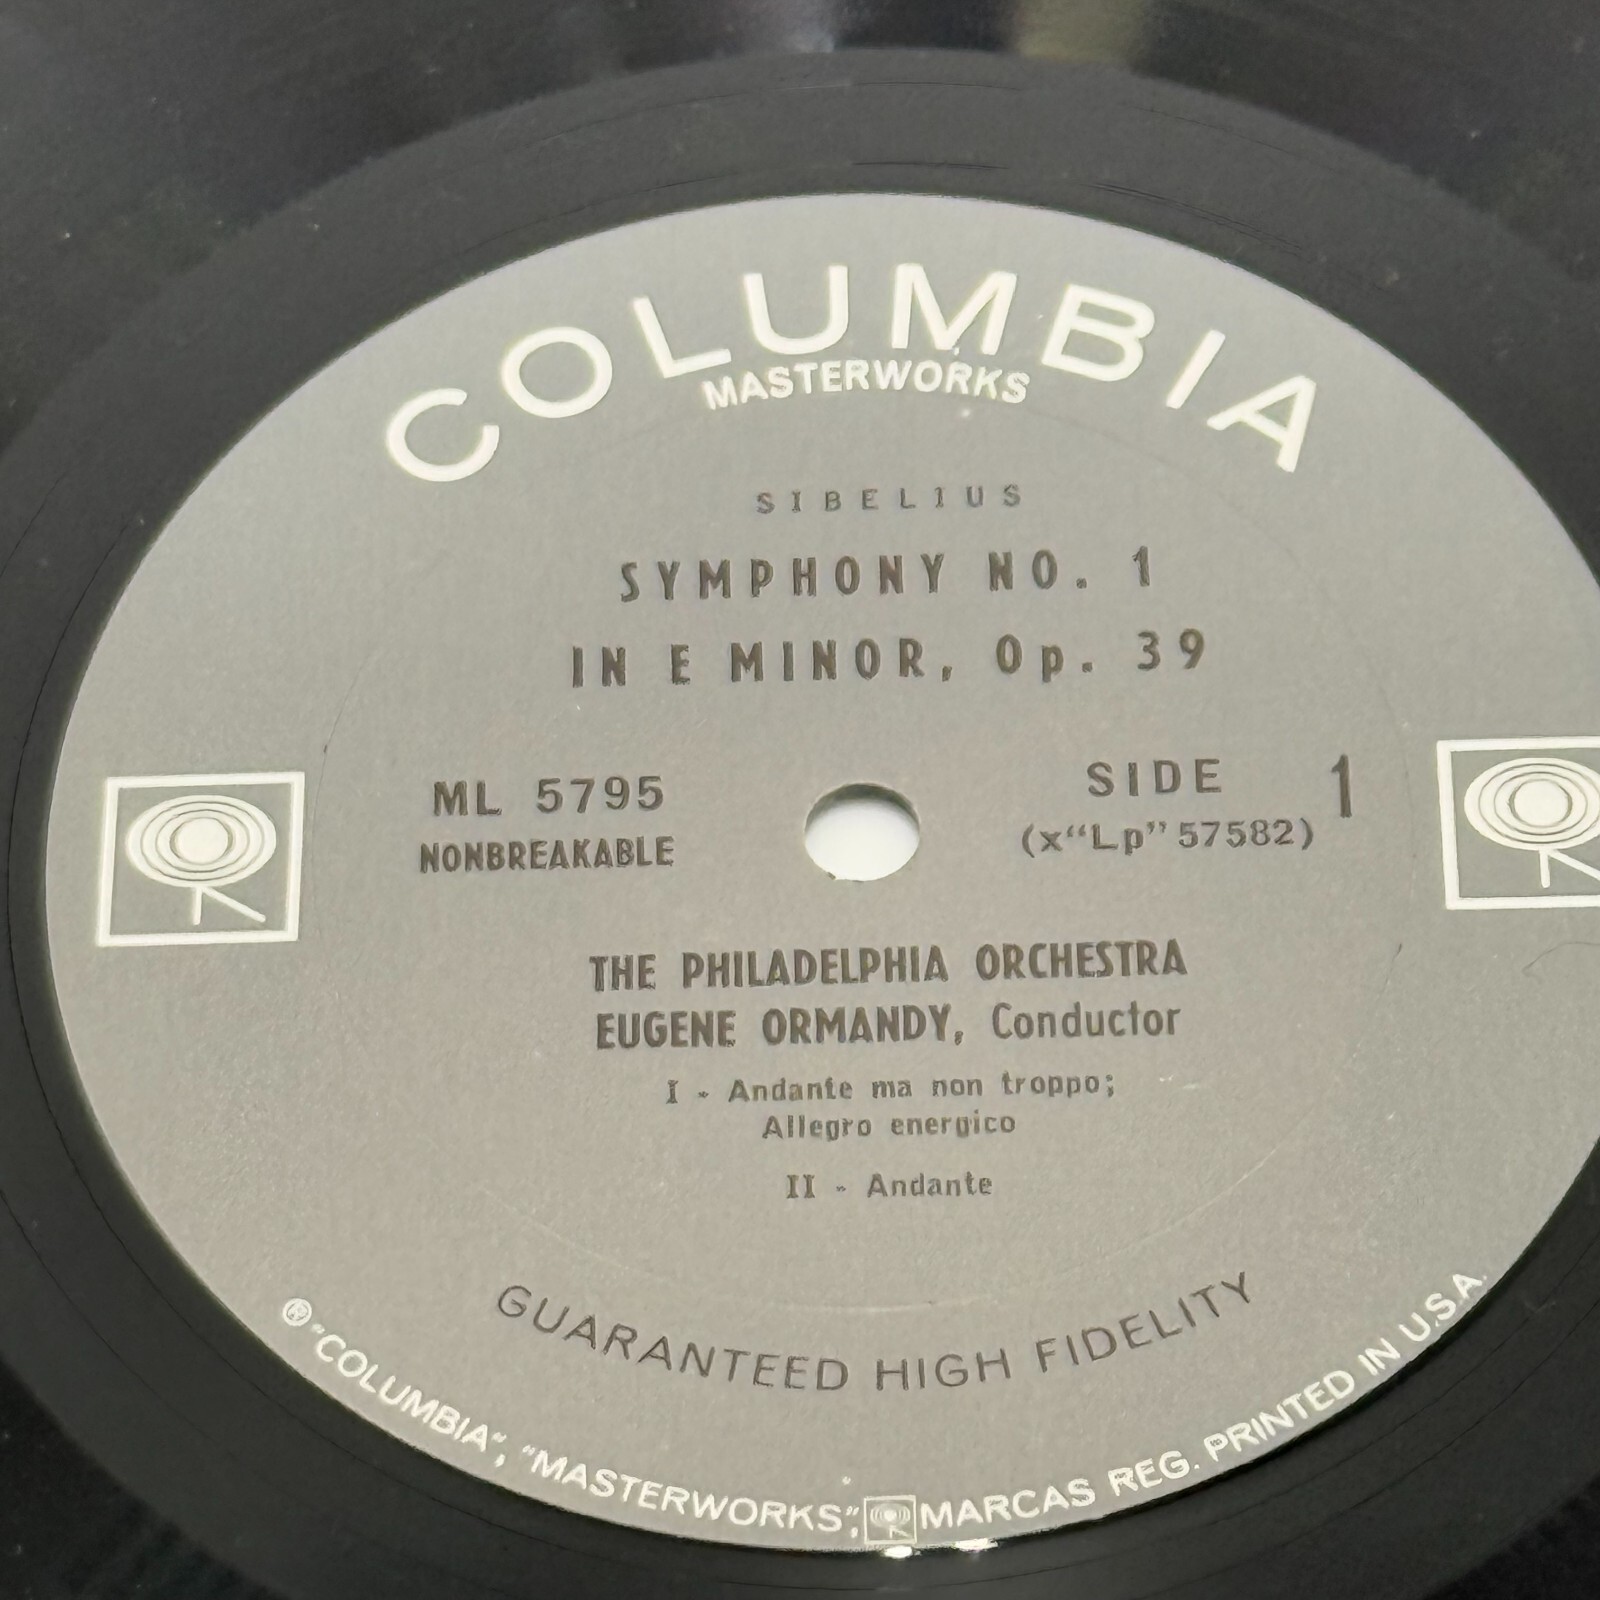 COLUMBIA
MASTERWORKS
SIBELIUS
SYMPHONY NO. 1
IN E MINOR, Op. 39
ML 5795
NONBREAKABLE
SIDE 1
(x“Lp” 57582)
THE PHILADELPHIA ORCHESTRA
EUGENE ORMANDY, Conductor
I - Andante ma non troppo;
Allegro energico
II - Andante
GUARANTEED HIGH FIDELITY
® “COLUMBIA”, “MASTERWORKS”, MARCAS REG. PRINTED IN U.S.A.